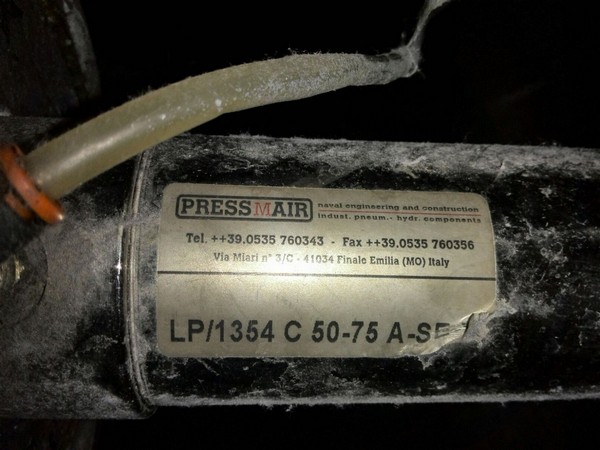 PRESSMAIR
naval engineering and construction
indust. pneum.- hydr. components
Tel. ++39.0535 760343 - Fax ++39.0535 760356
Via Miari n° 3/C - 41034 Finale Emilia (MO) Italy
LP/1354 C 50-75